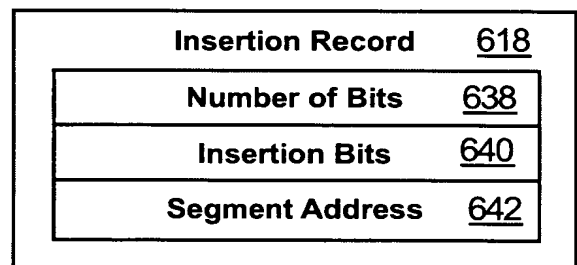 Insertion Record 618
Number of Bits 638
Insertion Bits 640
Segment Address 642